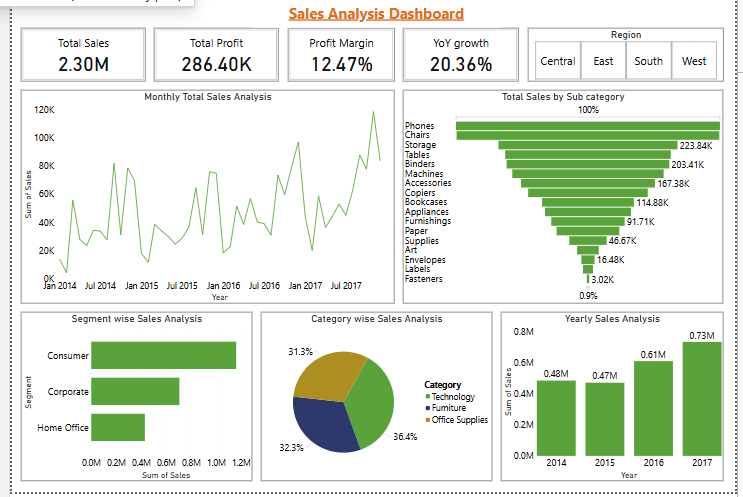 Sales Analysis Dashboard
Total Sales
2.30M
Total Profit
286.40K
Profit Margin
12.47%
YoY growth
20.36%
Region
Central East South West
Monthly Total Sales Analysis
120K
100K
80K
60K
40K
20K
0K
Sum of Sales
Jan 2014 Jul 2014 Jan 2015 Jul 2015 Jan 2016 Jul 2016 Jan 2017 Jul 2017
Year
Total Sales by Sub category
100%
Phones
Chairs
Storage 223.84K
Tables
Binders 203.41K
Machines
Accessories 167.38K
Copiers
Bookcases 114.88K
Appliances
Furnishings 91.71K
Paper
Supplies 46.67K
Art
Envelopes 16.48K
Labels
Fasteners 3.02K
0.9%
Segment wise Sales Analysis
Segment
Consumer
Corporate
Home Office
0.0M 0.2M 0.4M 0.6M 0.8M 1.0M 1.2M
Sum of Sales
Category wise Sales Analysis
31.3%
32.3%
36.4%
Category
Technology
Furniture
Office Supplies
Yearly Sales Analysis
Sum of Sales
0.8M
0.6M
0.4M
0.2M
0.0M
0.48M
0.47M
0.61M
0.73M
2014 2015 2016 2017
Year